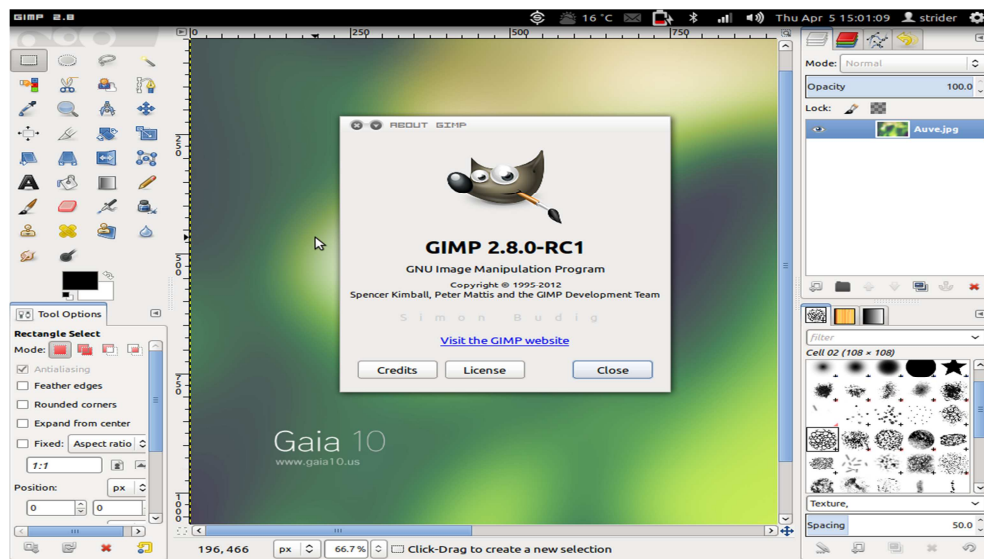 GIMP 2.8
16 °C
Thu Apr 5 15:01:09
strider
0
250
500
750
Mode: Normal
Opacity 100.0
Lock:
Auve.jpg
250
500
750
1000
ABOUT GIMP
GIMP 2.8.0-RC1
GNU Image Manipulation Program
Copyright © 1995-2012
Spencer Kimball, Peter Mattis and the GIMP Development Team
Simon Budig
Visit the GIMP website
Credits
License
Close
Gaia 10
www.gaia10.us
Tool Options
Rectangle Select
Mode:
Antialiasing
Feather edges
Rounded corners
Expand from center
Fixed: Aspect ratio
1:1
Position:
px
0
0
filter
Cell 02 (108 × 108)
Texture,
Spacing 50.0
196, 466
px
66.7 %
Click-Drag to create a new selection